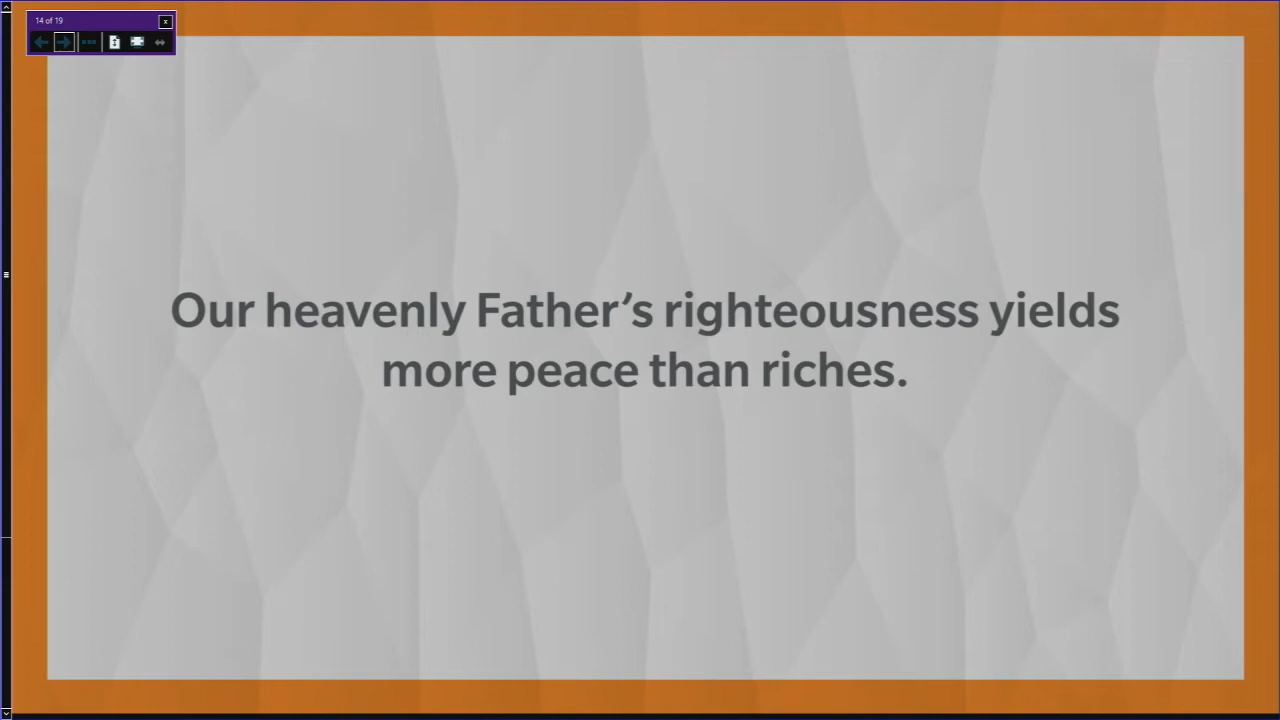 14 of 19
x
Our heavenly Father’s righteousness yields
more peace than riches.